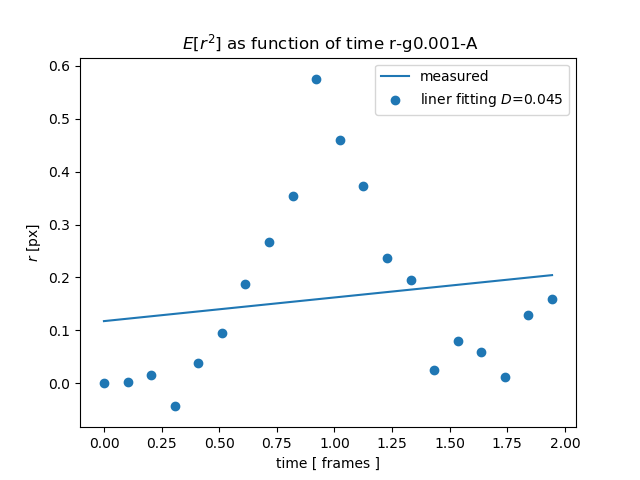 E[r²] as function of time r-g0.001-A
measured
liner fitting D=0.045
0.6
0.5
0.4
0.3
0.2
0.1
0.0
r [px]
0.00 0.25 0.50 0.75 1.00 1.25 1.50 1.75 2.00
time [ frames ]